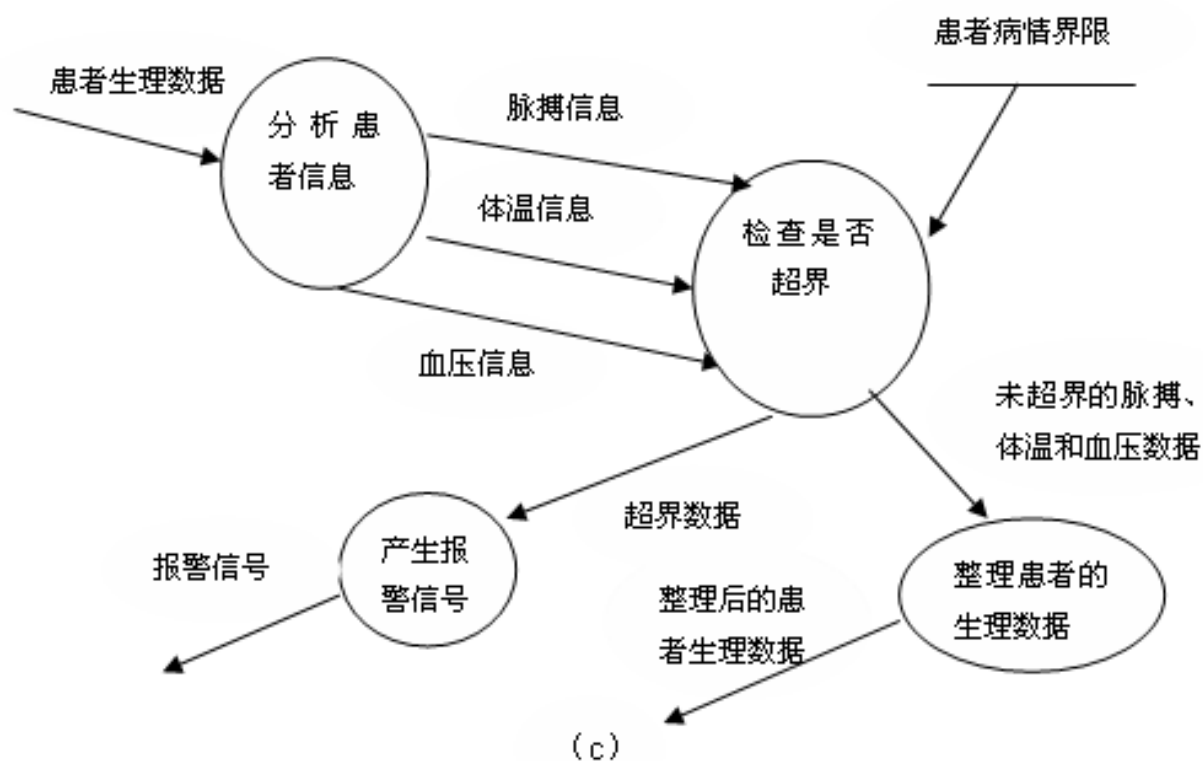 患者病情界限
患者生理数据
分析患
者信息
脉搏信息
体温信息
检查是否
超界
血压信息
未超界的脉搏、
体温和血压数据
超界数据
产生报
警信号
报警信号
整理患者的
生理数据
整理后的患
者生理数据
(c)